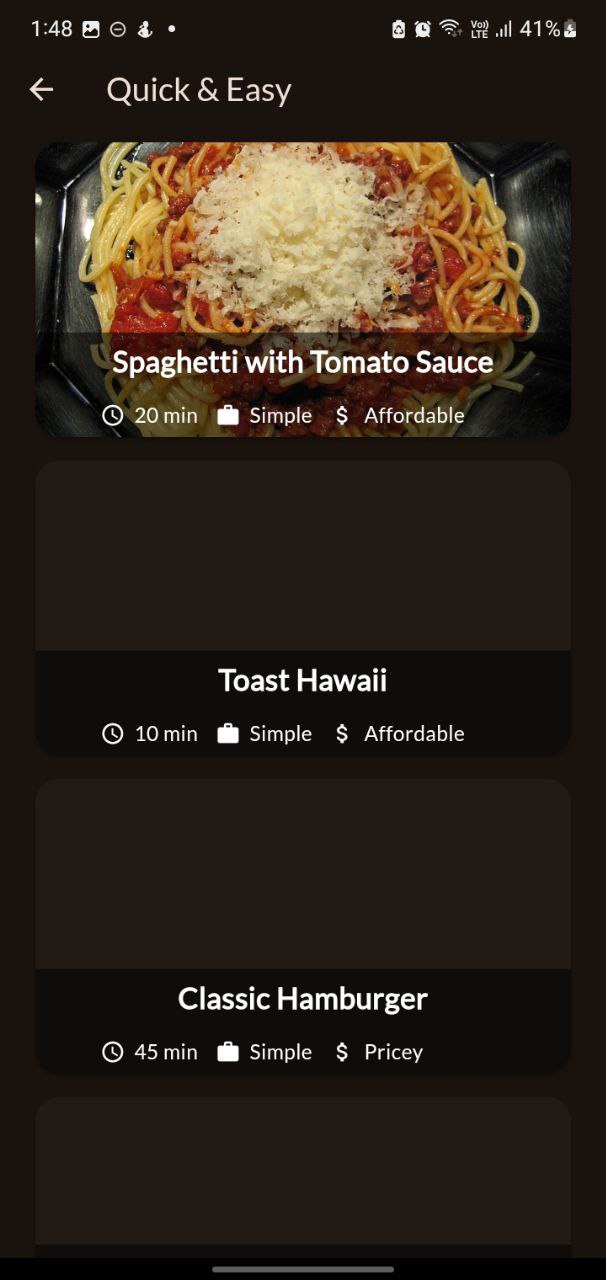 1:48 Vo)) LTE 41%
Quick & Easy
Spaghetti with Tomato Sauce
20 min Simple $ Affordable
Toast Hawaii
10 min Simple $ Affordable
Classic Hamburger
45 min Simple $ Pricey